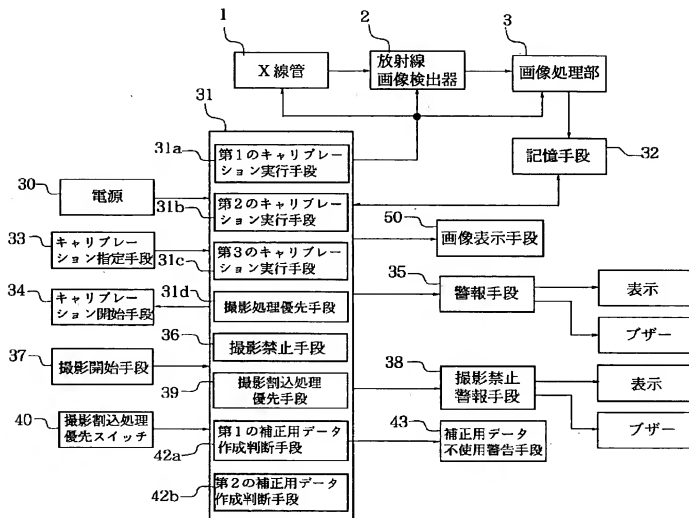 1
X線管
2
放射線
画像検出器
3
画像処理部
31
31a
第1のキャリブレー
ション実行手段
記憶手段
32
30
電源
31b
第2のキャリブレー
ション実行手段
50
画像表示手段
33
キャリブレー
ション指定手段
31c
第3のキャリブレー
ション実行手段
35
警報手段
表示
34
キャリブレー
ション開始手段
31d
撮影処理優先手段
ブザー
36
撮影禁止手段
37
撮影開始手段
38
撮影禁止
警報手段
表示
39
撮影割込処理
優先手段
ブザー
40
撮影割込処理
優先スイッチ
42a
第1の補正用データ
作成判断手段
43
補正用データ
不使用警告手段
42b
第2の補正用データ
作成判断手段